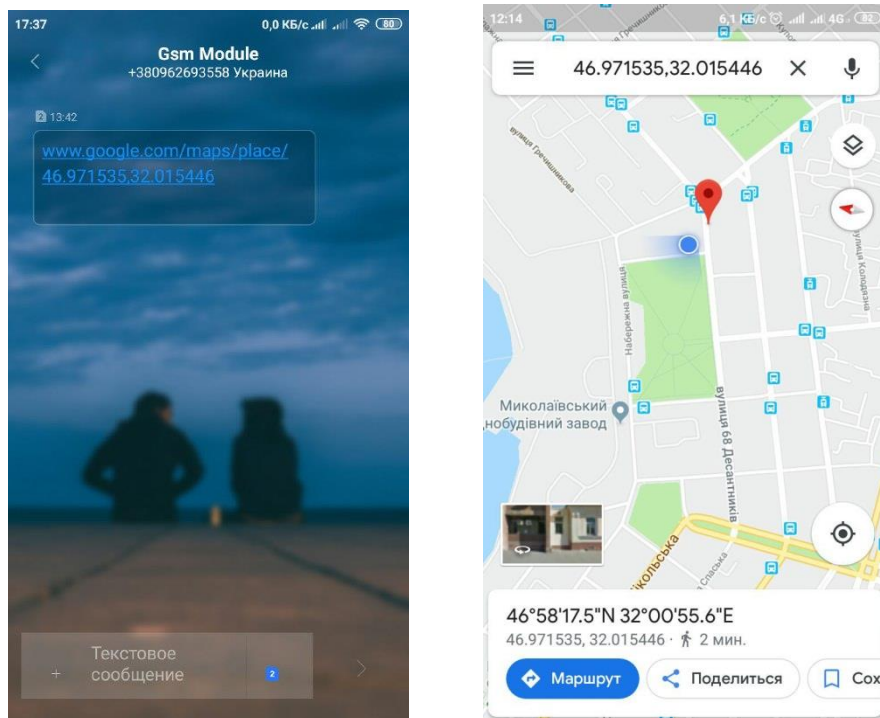 17:37
0,0 КБ/с
80
Gsm Module
+380962693558 Украина
2 13:42
www.google.com/maps/place/
46.971535,32.015446
+ Текстовое
сообщение
2
12:14
6,1 КБ/с
4G
82
46.971535,32.015446
вулиця Гречишникова
Набережна вулиця
вулиця Колодязна
Миколаївський
нобудівний завод
вулиця 68 Десантників
кольська
Спаська
46°58'17.5"N 32°00'55.6"E
46.971535, 32.015446 · 2 мин.
Маршрут
Поделиться
Сох